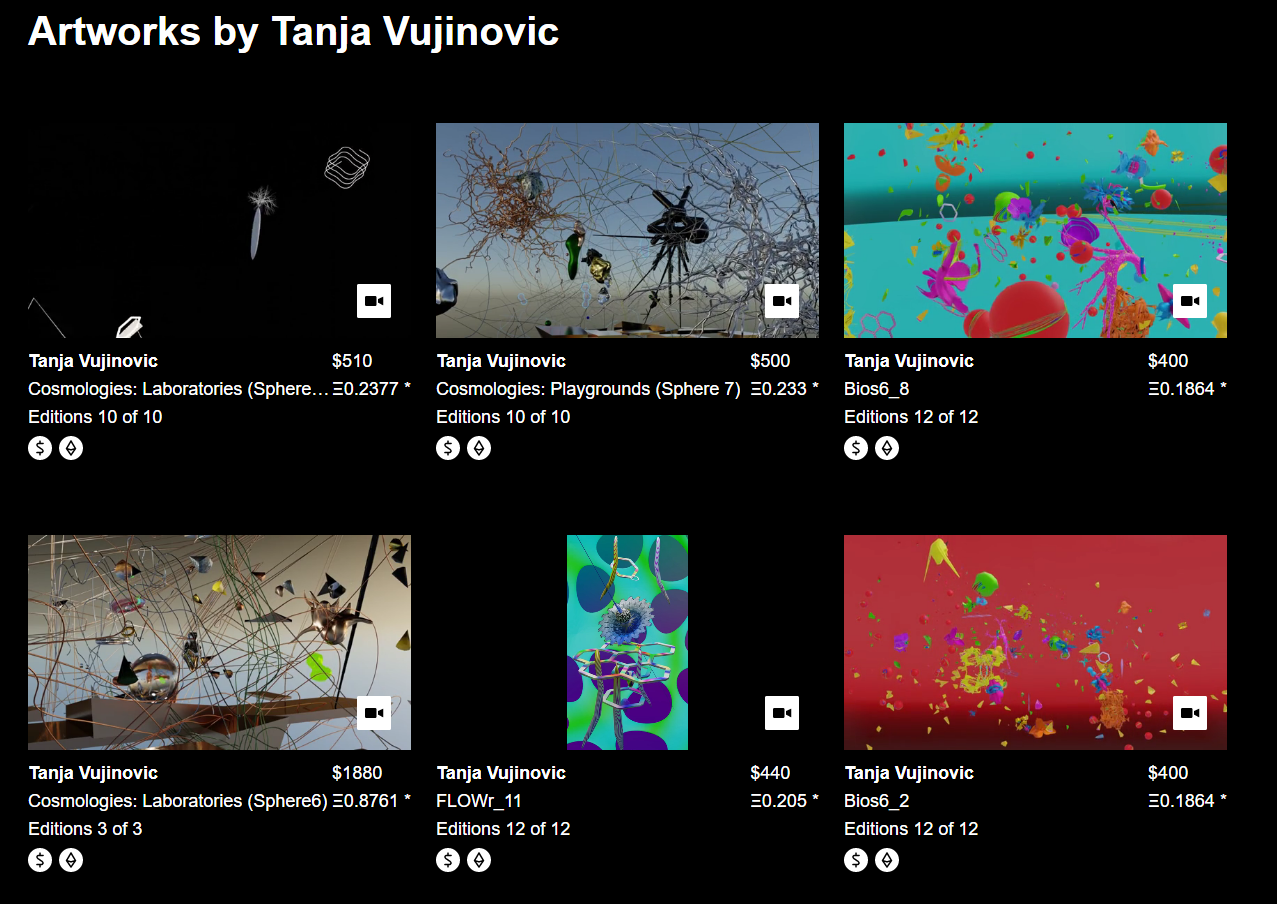 Artworks by Tanja Vujinovic
Tanja Vujinovic $510
Cosmologies: Laboratories (Sphere… Ξ0.2377 *
Editions 10 of 10
Tanja Vujinovic $500
Cosmologies: Playgrounds (Sphere 7) Ξ0.233 *
Editions 10 of 10
Tanja Vujinovic $400
Bios6_8 Ξ0.1864 *
Editions 12 of 12
Tanja Vujinovic $1880
Cosmologies: Laboratories (Sphere6) Ξ0.8761 *
Editions 3 of 3
Tanja Vujinovic $440
FLOWr_11 Ξ0.205 *
Editions 12 of 12
Tanja Vujinovic $400
Bios6_2 Ξ0.1864 *
Editions 12 of 12